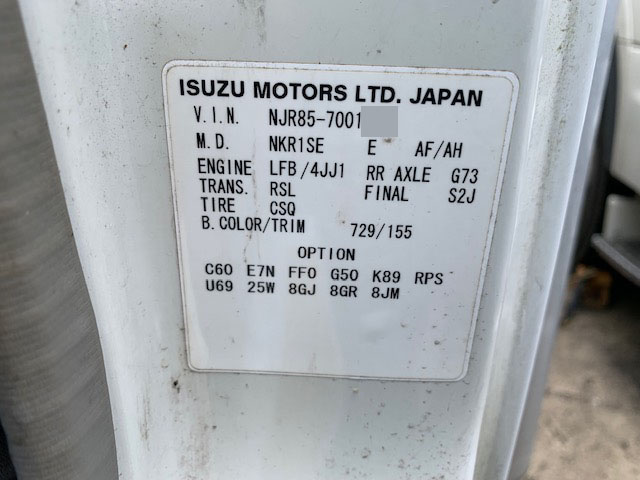 ISUZU MOTORS LTD. JAPAN
V.I.N. NJR85-7001
M.D. NKR1SE E AF/AH
ENGINE LFB/4JJ1 RR AXLE G73
TRANS. RSL FINAL S2J
TIRE CSQ
B.COLOR/TRIM 729/155
OPTION
C60 E7N FF0 G50 K89 RPS
U69 25W 8GJ 8GR 8JM